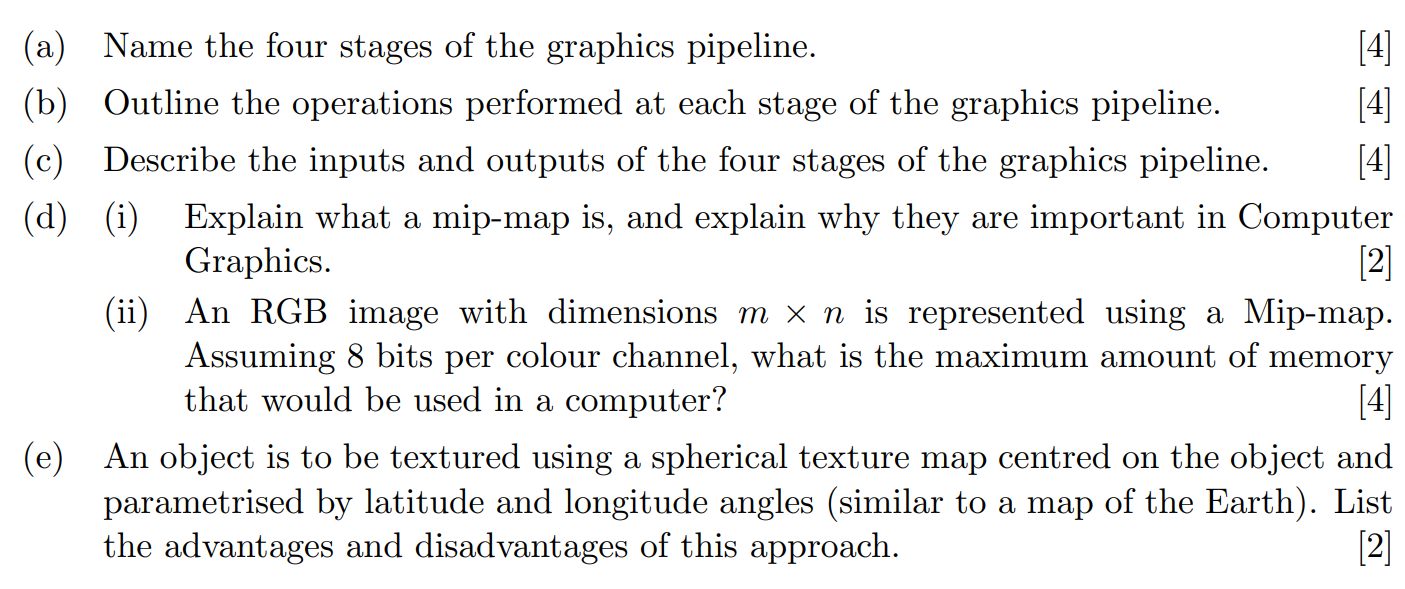 (a) Name the four stages of the graphics pipeline. [4]
(b) Outline the operations performed at each stage of the graphics pipeline. [4]
(c) Describe the inputs and outputs of the four stages of the graphics pipeline. [4]
(d) (i) Explain what a mip-map is, and explain why they are important in Computer
Graphics. [2]
(ii) An RGB image with dimensions m × n is represented using a Mip-map.
Assuming 8 bits per colour channel, what is the maximum amount of memory
that would be used in a computer? [4]
(e) An object is to be textured using a spherical texture map centred on the object and
parametrised by latitude and longitude angles (similar to a map of the Earth). List
the advantages and disadvantages of this approach. [2]